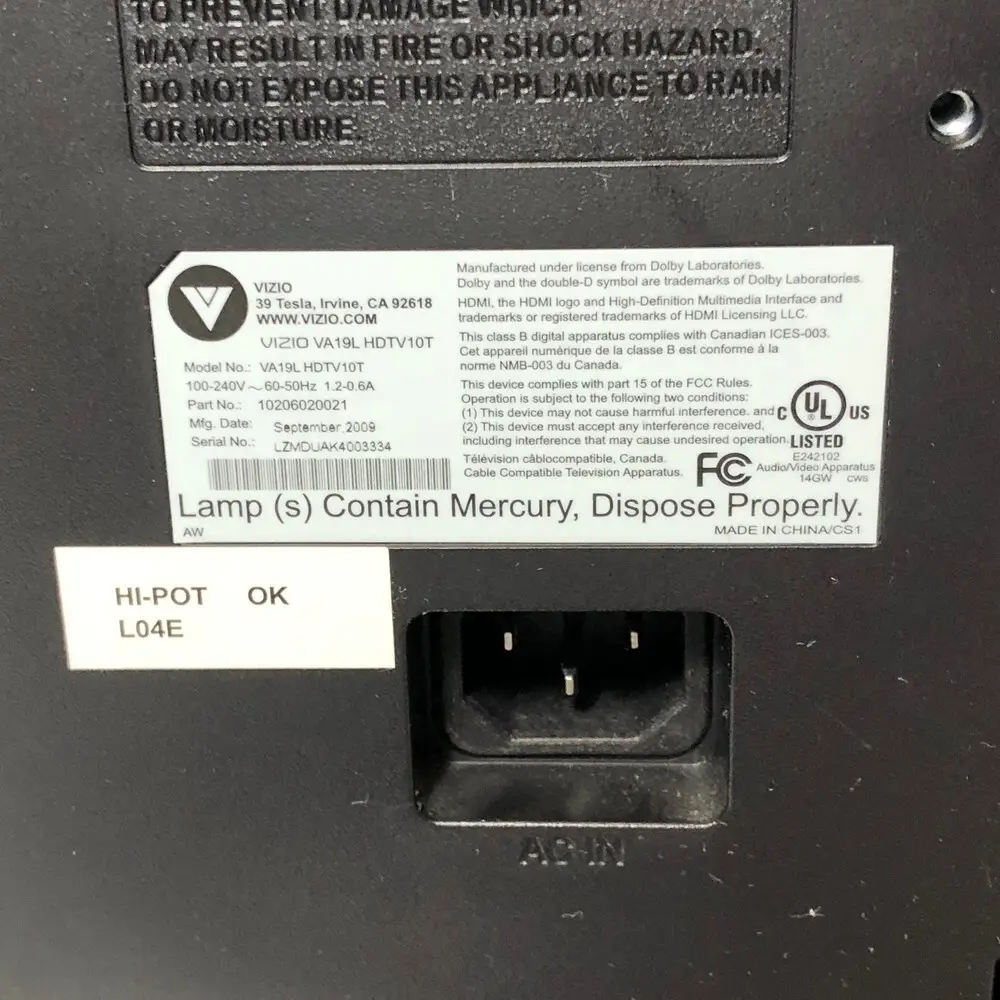 TO PREVENT DAMAGE WHICH
MAY RESULT IN FIRE OR SHOCK HAZARD.
DO NOT EXPOSE THIS APPLIANCE TO RAIN
OR MOISTURE.
V
VIZIO
39 Tesla, Irvine, CA 92618
WWW.VIZIO.COM
VIZIO VA19L HDTV10T
Model No.: VA19L HDTV10T
100-240V~60-50Hz 1.2-0.6A
Part No.: 10206020021
Mfg. Date: September,2009
Serial No.: LZMDUAK4003334
Manufactured under license from Dolby Laboratories.
Dolby and the double-D symbol are trademarks of Dolby Laboratories.
HDMI, the HDMI logo and High-Definition Multimedia Interface and
trademarks or registered trademarks of HDMI Licensing LLC.
This class B digital apparatus complies with Canadian ICES-003.
Cet appareil numérique de la classe B est conforme á la
norme NMB-003 du Canada.
This device complies with part 15 of the FCC Rules.
Operation is subject to the following two conditions:
(1) This device may not cause harmful interference. and
(2) This device must accept any interference received,
including interference that may cause undesired operation.
Télévision câblocompatible, Canada.
Cable Compatible Television Apparatus.
FC
C UL ® US
LISTED
E242102
Audio/Video Apparatus
14GW cws
Lamp (s) Contain Mercury, Dispose Properly.
AW
MADE IN CHINA/CS1
HI-POT OK
L04E
AC-IN